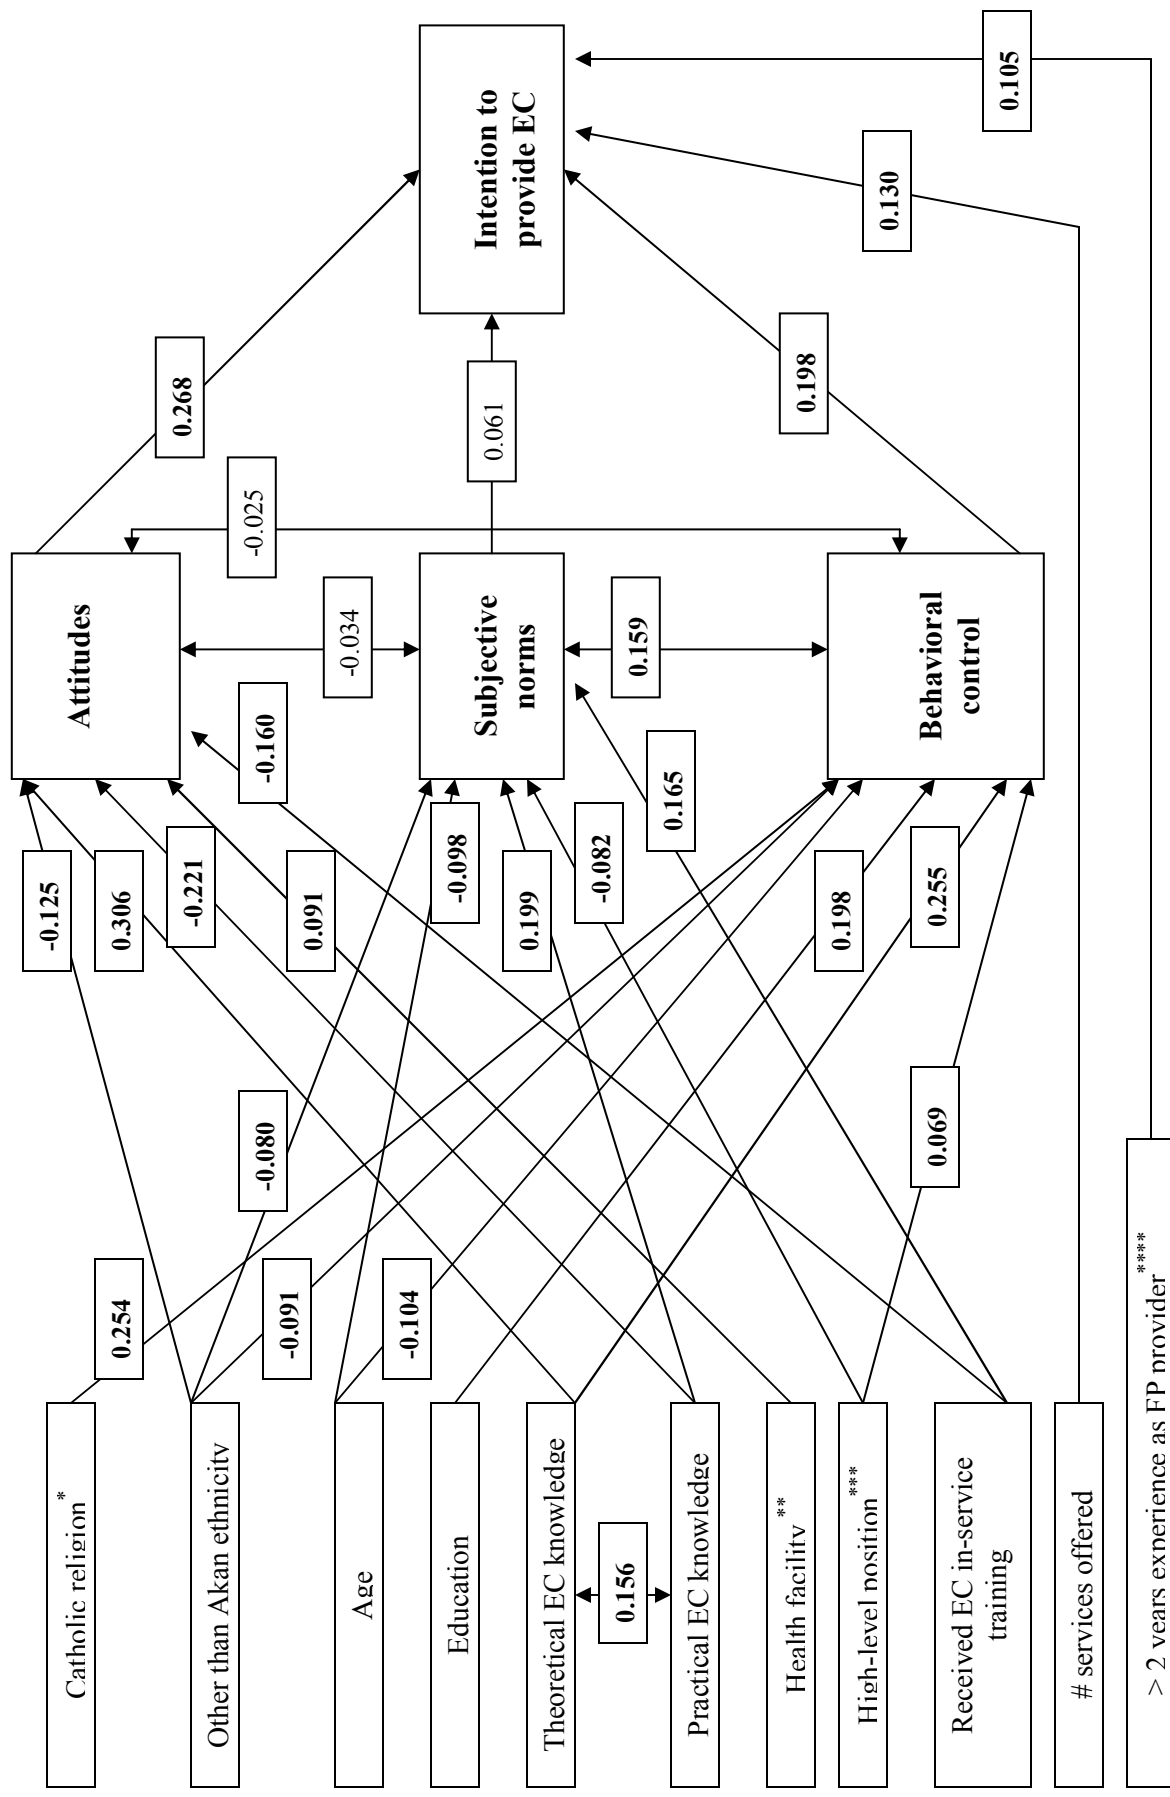 Catholic religion*
Other than Akan ethnicity
Age
Education
Theoretical EC knowledge
Practical EC knowledge
Health facility**
High-level position***
Received EC in-service
training
# services offered
> 2 years experience as FP provider****
0.156
0.254
-0.091
-0.104
-0.080
0.069
-0.125
0.306
-0.221
0.091
-0.160
-0.098
0.199
-0.082
0.165
0.198
0.255
Attitudes
Subjective
norms
Behavioral
control
-0.034
0.159
-0.025
0.268
0.061
0.198
0.130
0.105
Intention to
provide EC